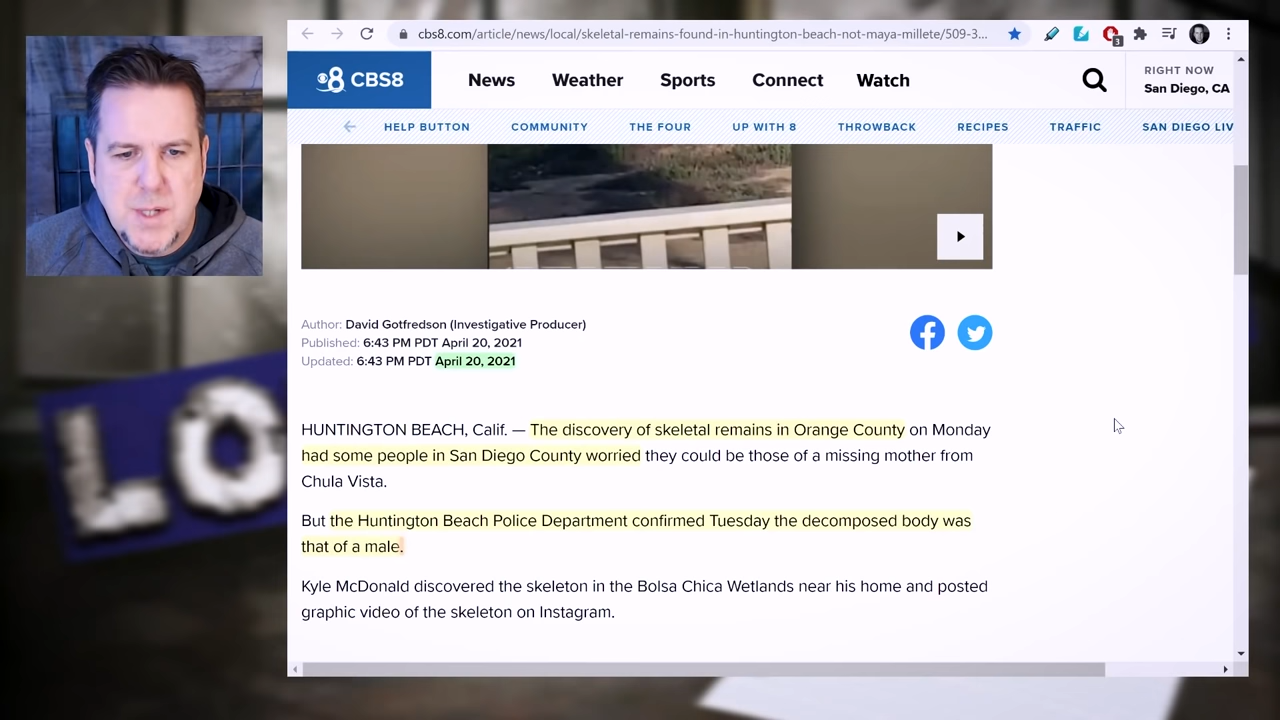 cbs8.com/article/news/local/skeletal-remains-found-in-huntington-beach-not-maya-millete/509-3...
3
8 CBS8
News Weather Sports Connect Watch
RIGHT NOW
San Diego, CA
HELP BUTTON COMMUNITY THE FOUR UP WITH 8 THROWBACK RECIPES TRAFFIC SAN DIEGO LIV
Author: David Gotfredson (Investigative Producer)
Published: 6:43 PM PDT April 20, 2021
Updated: 6:43 PM PDT April 20, 2021
HUNTINGTON BEACH, Calif. — The discovery of skeletal remains in Orange County on Monday
had some people in San Diego County worried they could be those of a missing mother from
Chula Vista.
But the Huntington Beach Police Department confirmed Tuesday the decomposed body was
that of a male.
Kyle McDonald discovered the skeleton in the Bolsa Chica Wetlands near his home and posted
graphic video of the skeleton on Instagram.
LO